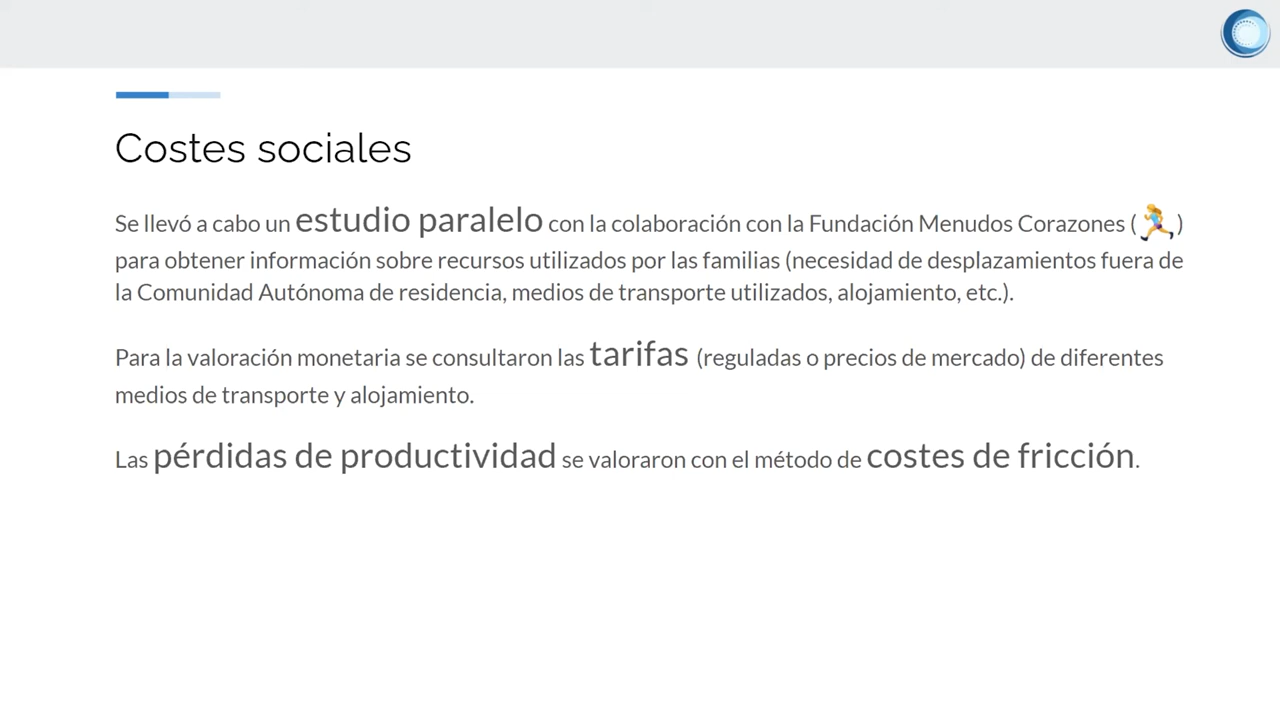 Costes sociales
Se llevó a cabo un estudio paralelo con la colaboración con la Fundación Menudos Corazones (🏃‍♀️)
para obtener información sobre recursos utilizados por las familias (necesidad de desplazamientos fuera de
la Comunidad Autónoma de residencia, medios de transporte utilizados, alojamiento, etc.).
Para la valoración monetaria se consultaron las tarifas (reguladas o precios de mercado) de diferentes
medios de transporte y alojamiento.
Las pérdidas de productividad se valoraron con el método de costes de fricción.